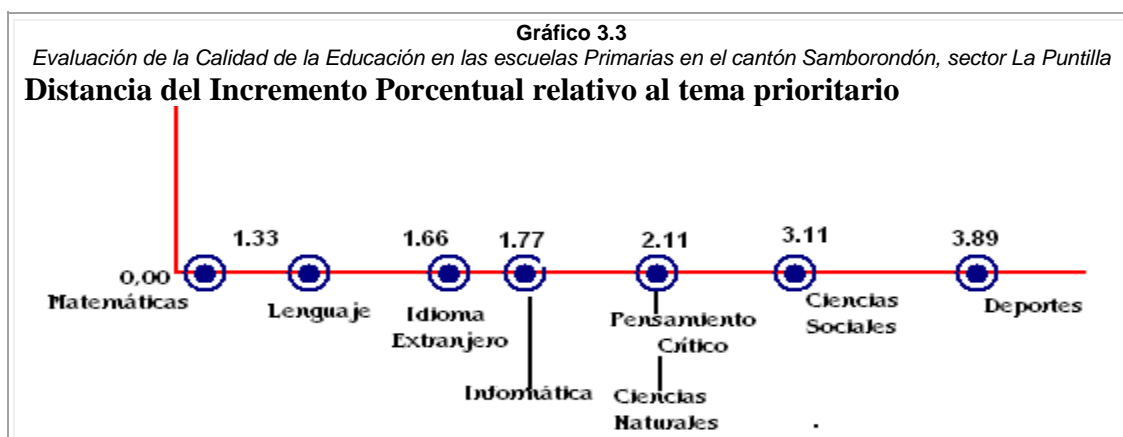 Gráfico 3.3
Evaluación de la Calidad de la Educación en las escuelas Primarias en el cantón Samborondón, sector La Puntilla
Distancia del Incremento Porcentual relativo al tema prioritario
1.33 1.66 1.77 2.11 3.11 3.89
0,00
Matemáticas
Lenguaje
Idioma
Extranjero
Informática
Pensamiento
Crítico
Ciencias
Naturales
Ciencias
Sociales
Deportes